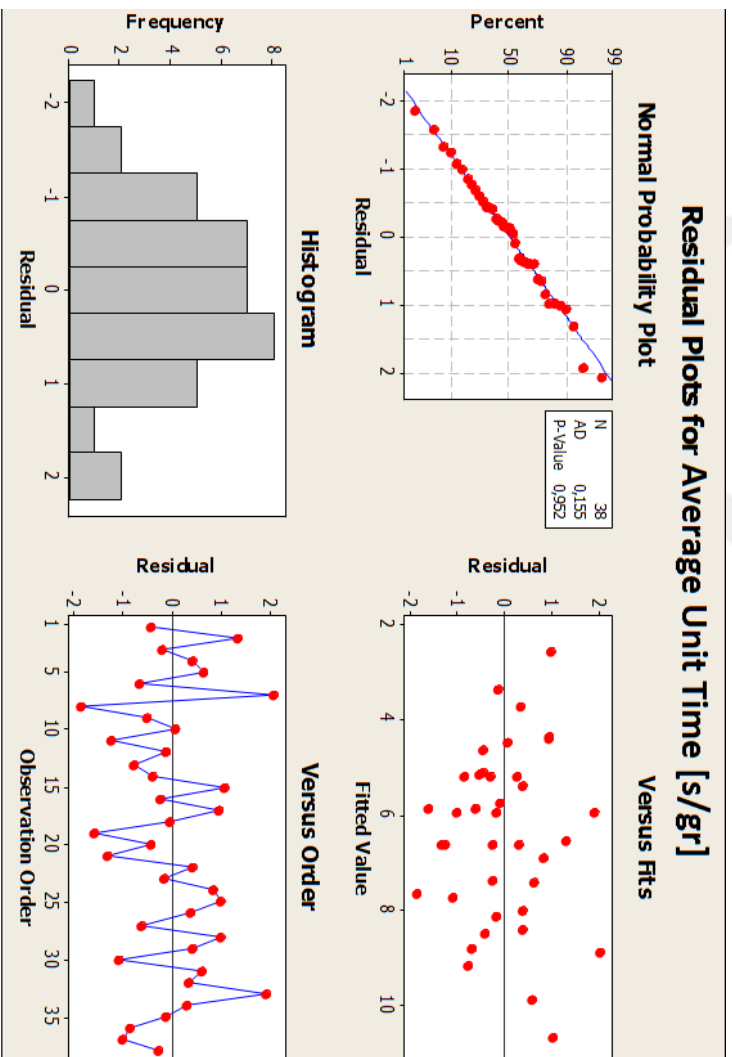 Residual Plots for Average Unit Time [s/gr]
Normal Probability Plot
Percent
99
90
50
10
1
-2 -1 0 1 2
Residual
N 38
AD 0,155
P-Value 0,952
Versus Fits
Residual
2
1
0
-1
-2
2 4 6 8 10
Fitted Value
Histogram
Frequency
8
6
4
2
0
-2 -1 0 1 2
Residual
Versus Order
Residual
2
1
0
-1
-2
1 5 10 15 20 25 30 35
Observation Order